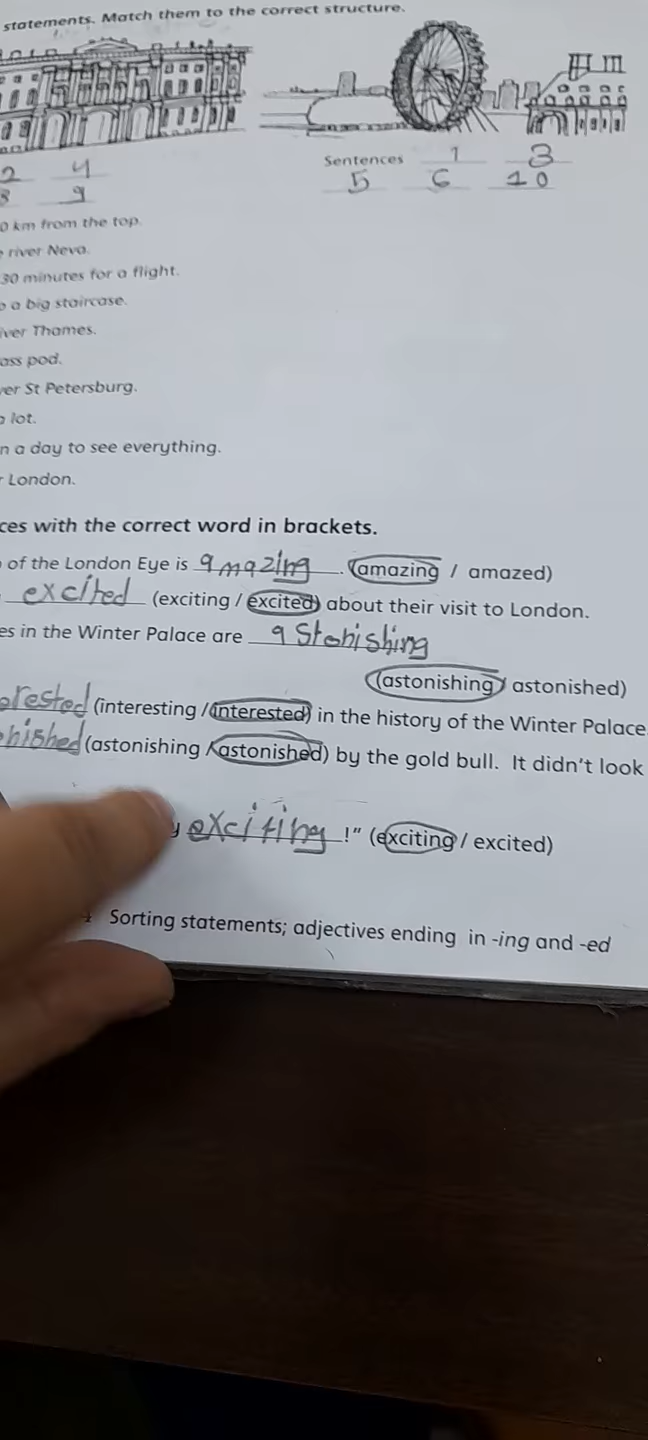 statements. Match them to the correct structure.
2 4 Sentences 1 3
8 9 5 6 10
0 km from the top.
river Neva.
30 minutes for a flight.
a big staircase.
iver Thames.
ass pod.
ver St Petersburg.
lot.
n a day to see everything.
London.
ces with the correct word in brackets.
of the London Eye is amazing. (amazing / amazed)
excited (exciting / excited) about their visit to London.
es in the Winter Palace are astonishing
(astonishing / astonished)
erested (interesting / interested) in the history of the Winter Palace
nished (astonishing / astonished) by the gold bull. It didn't look
y exciting !" (exciting / excited)
Sorting statements; adjectives ending in -ing and -ed